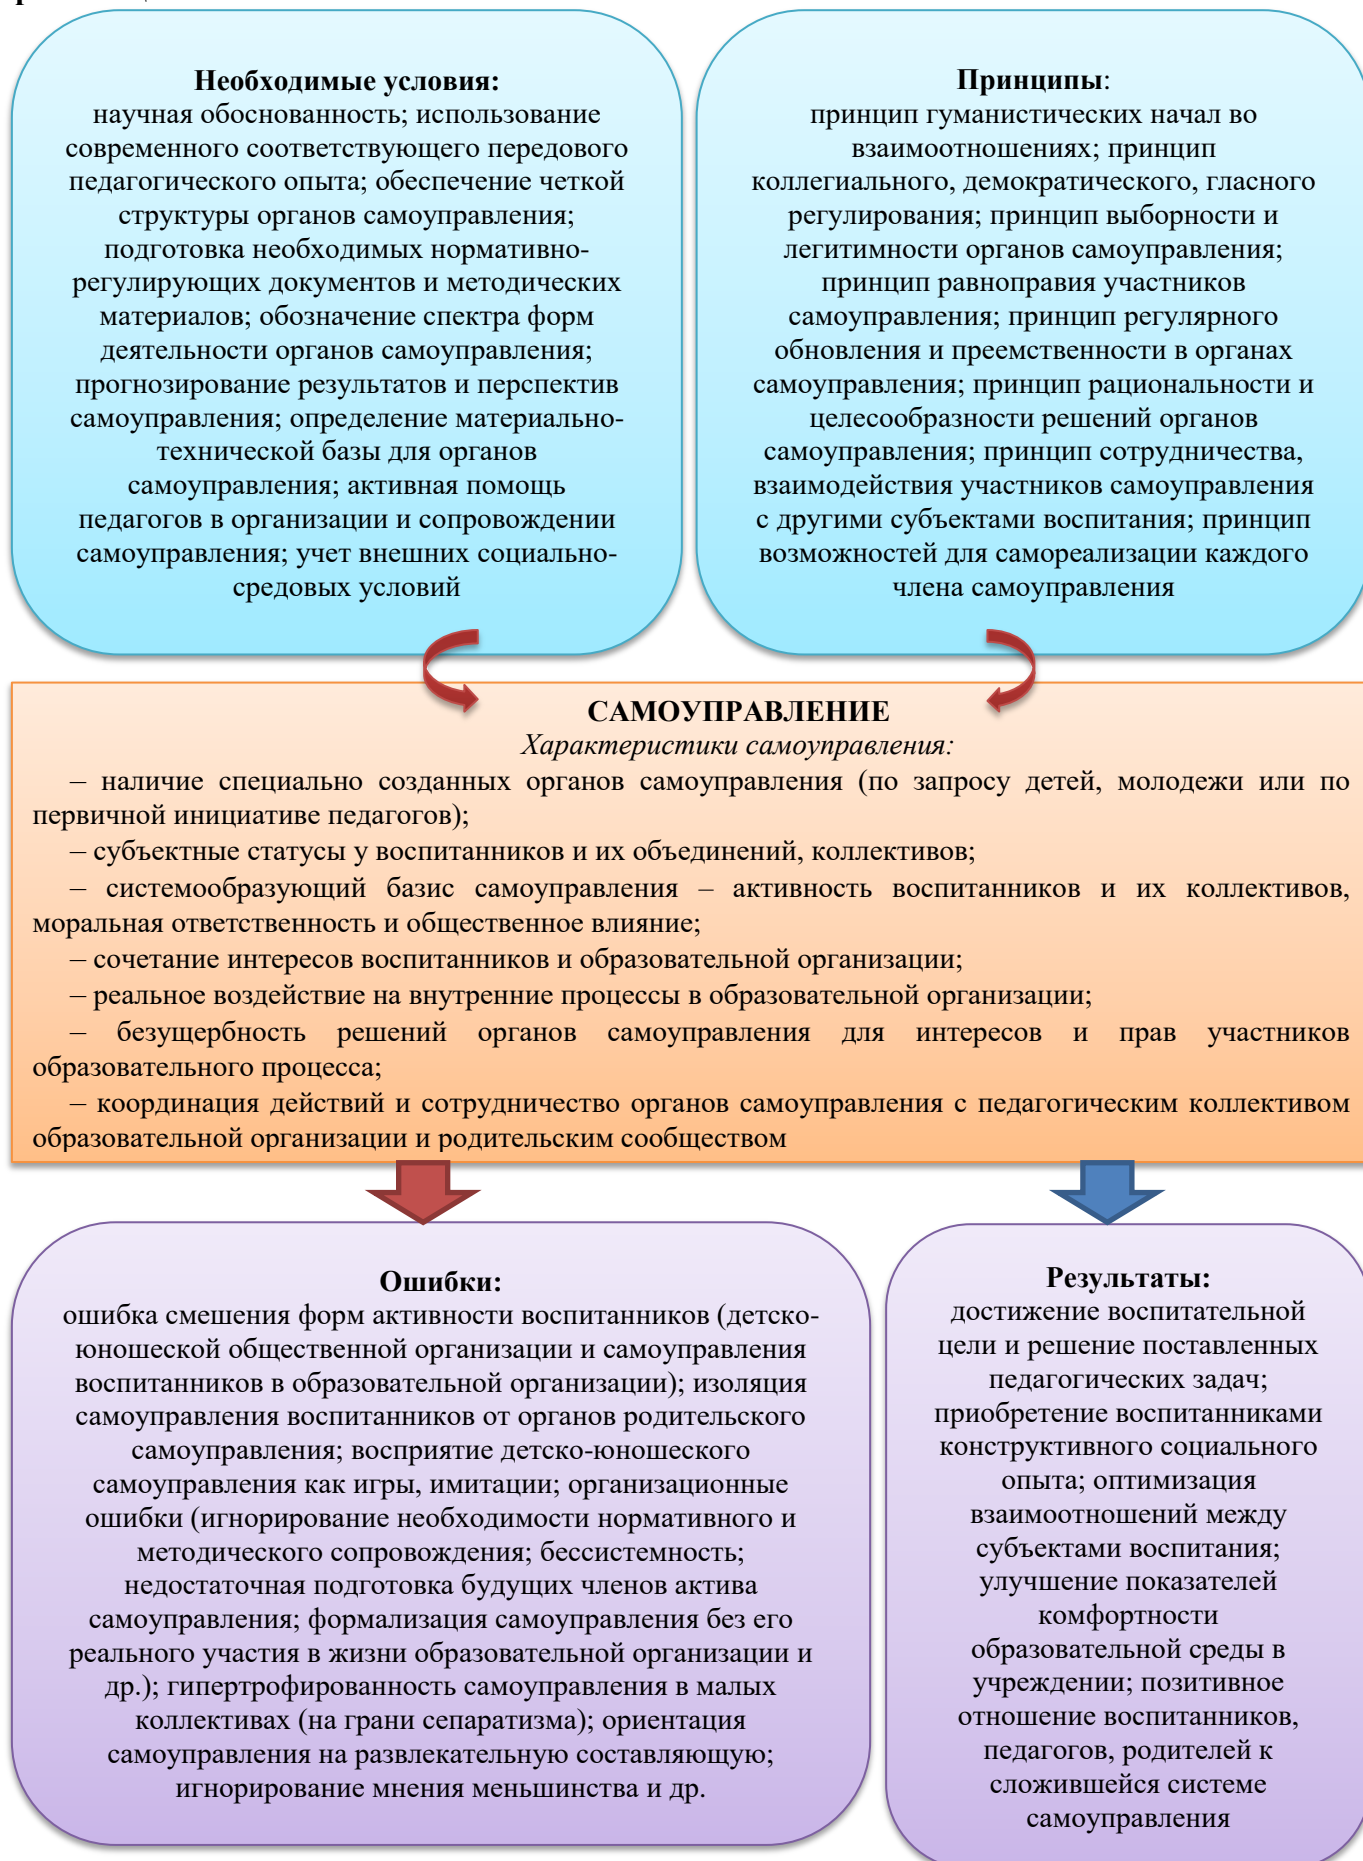 Необходимые условия:
научная обоснованность; использование
современного соответствующего передового
педагогического опыта; обеспечение четкой
структуры органов самоуправления;
подготовка необходимых нормативно-
регулирующих документов и методических
материалов; обозначение спектра форм
деятельности органов самоуправления;
прогнозирование результатов и перспектив
самоуправления; определение материально-
технической базы для органов
самоуправления; активная помощь
педагогов в организации и сопровождении
самоуправления; учет внешних социально-
средовых условий
Принципы:
принцип гуманистических начал во
взаимоотношениях; принцип
коллегиального, демократического, гласного
регулирования; принцип выборности и
легитимности органов самоуправления;
принцип равноправия участников
самоуправления; принцип регулярного
обновления и преемственности в органах
самоуправления; принцип рациональности и
целесообразности решений органов
самоуправления; принцип сотрудничества,
взаимодействия участников самоуправления
с другими субъектами воспитания; принцип
возможностей для самореализации каждого
члена самоуправления
САМОУПРАВЛЕНИЕ
Характеристики самоуправления:
– наличие специально созданных органов самоуправления (по запросу детей, молодежи или по
первичной инициативе педагогов);
– субъектные статусы у воспитанников и их объединений, коллективов;
– системообразующий базис самоуправления – активность воспитанников и их коллективов,
моральная ответственность и общественное влияние;
– сочетание интересов воспитанников и образовательной организации;
– реальное воздействие на внутренние процессы в образовательной организации;
– безущербность решений органов самоуправления для интересов и прав участников
образовательного процесса;
– координация действий и сотрудничество органов самоуправления с педагогическим коллективом
образовательной организации и родительским сообществом
Ошибки:
ошибка смешения форм активности воспитанников (детско-
юношеской общественной организации и самоуправления
воспитанников в образовательной организации); изоляция
самоуправления воспитанников от органов родительского
самоуправления; восприятие детско-юношеского
самоуправления как игры, имитации; организационные
ошибки (игнорирование необходимости нормативного и
методического сопровождения; бессистемность;
недостаточная подготовка будущих членов актива
самоуправления; формализация самоуправления без его
реального участия в жизни образовательной организации и
др.); гипертрофированность самоуправления в малых
коллективах (на грани сепаратизма); ориентация
самоуправления на развлекательную составляющую;
игнорирование мнения меньшинства и др.
Результаты:
достижение воспитательной
цели и решение поставленных
педагогических задач;
приобретение воспитанниками
конструктивного социального
опыта; оптимизация
взаимоотношений между
субъектами воспитания;
улучшение показателей
комфортности
образовательной среды в
учреждении; позитивное
отношение воспитанников,
педагогов, родителей к
сложившейся системе
самоуправления